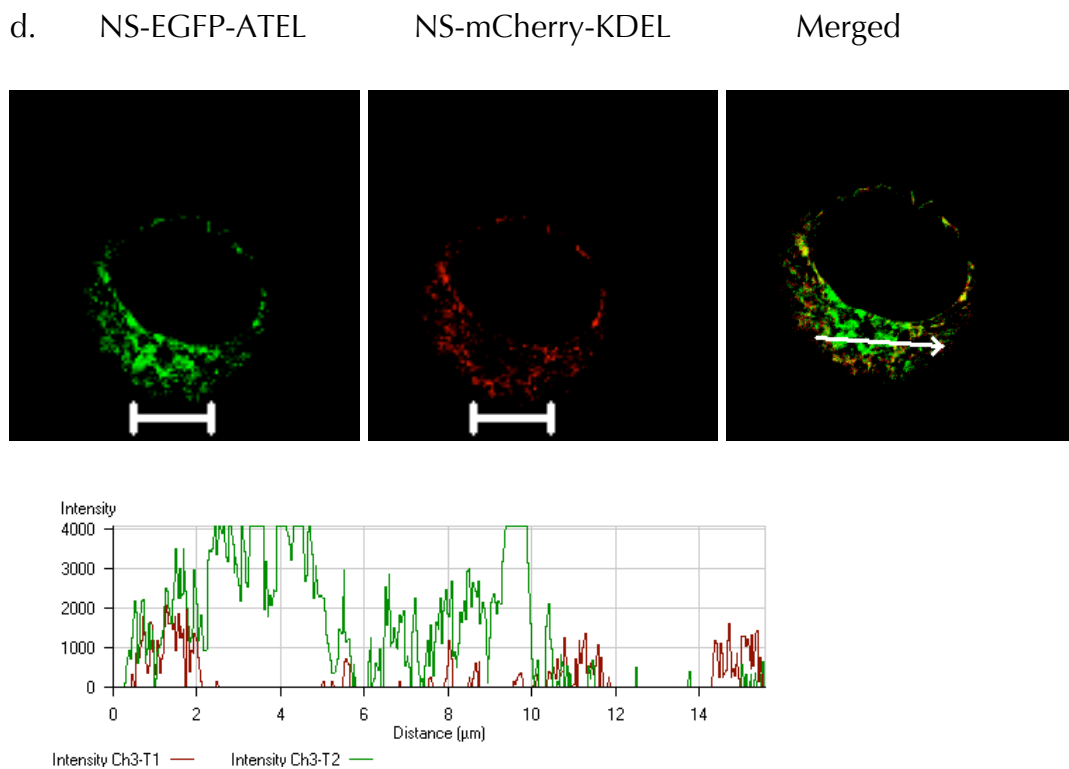 d. NS-EGFP-ATEL NS-mCherry-KDEL Merged
Intensity
4000
3000
2000
1000
0
0 2 4 6 8 10 12 14
Distance (µm)
Intensity Ch3-T1 Intensity Ch3-T2